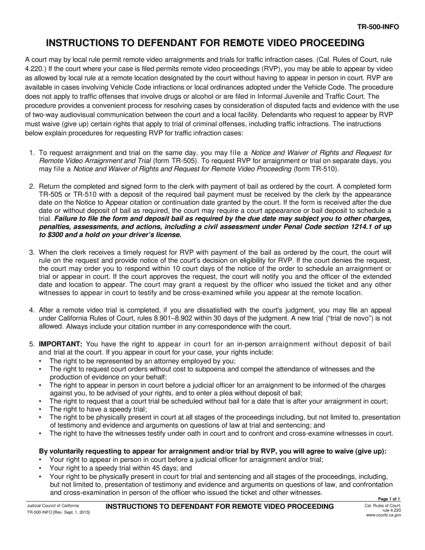 TR-500-INFO
INSTRUCTIONS TO DEFENDANT FOR REMOTE VIDEO PROCEEDING
A court may by local rule permit remote video arraignments and trials for traffic infraction cases. (Cal. Rules of Court, rule
4.220.) If the court where your case is filed permits remote video proceedings (RVP), you may be able to appear by video
as allowed by local rule at a remote location designated by the court without having to appear in person in court. RVP are
available in cases involving Vehicle Code infractions or local ordinances adopted under the Vehicle Code. The procedure
does not apply to traffic offenses that involve drugs or alcohol or are filed in Informal Juvenile and Traffic Court. The
procedure provides a convenient process for resolving cases by consideration of disputed facts and evidence with the use
of two-way audiovisual communication between the court and a local facility. Defendants who request to appear by RVP
must waive (give up) certain rights that apply to trial of criminal offenses, including traffic infractions. The instructions
below explain procedures for requesting RVP for traffic infraction cases:
1. To request arraignment and trial on the same day, you may file a Notice and Waiver of Rights and Request for
Remote Video Arraignment and Trial (form TR-505). To request RVP for arraignment or trial on separate days, you
may file a Notice and Waiver of Rights and Request for Remote Video Proceeding (form TR-510).
2. Return the completed and signed form to the clerk with payment of bail as ordered by the court. A completed form
TR-505 or TR-510 with a deposit of the required bail payment must be received by the clerk by the appearance
date on the Notice to Appear citation or continuation date granted by the court. If the form is received after the due
date or without deposit of bail as required, the court may require a court appearance or bail deposit to schedule a
trial. Failure to file the form and deposit bail as required by the due date may subject you to other charges,
penalties, assessments, and actions, including a civil assessment under Penal Code section 1214.1 of up
to $300 and a hold on your driver's license.
3. When the clerk receives a timely request for RVP with payment of the bail as ordered by the court, the court will
rule on the request and provide notice of the court's decision on eligibility for RVP. If the court denies the request,
the court may order you to respond within 10 court days of the notice of the order to schedule an arraignment or
trial or appear in court. If the court approves the request, the court will notify you and the officer of the extended
date and location to appear. The court may grant a request by the officer who issued the ticket and any other
witnesses to appear in court to testify and be cross-examined while you appear at the remote location.
4. After a remote video trial is completed, if you are dissatisfied with the court's judgment, you may file an appeal
under California Rules of Court, rules 8.901–8.902 within 30 days of the judgment. A new trial ("trial de novo") is not
allowed. Always include your citation number in any correspondence with the court.
5. IMPORTANT: You have the right to appear in court for an in-person arraignment without deposit of bail
and trial at the court. If you appear in court for your case, your rights include:
• The right to be represented by an attorney employed by you;
• The right to request court orders without cost to subpoena and compel the attendance of witnesses and the
production of evidence on your behalf;
• The right to appear in person in court before a judicial officer for an arraignment to be informed of the charges
against you, to be advised of your rights, and to enter a plea without deposit of bail;
• The right to request that a court trial be scheduled without bail for a date that is after your arraignment in court;
• The right to have a speedy trial;
• The right to be physically present in court at all stages of the proceedings including, but not limited to, presentation
of testimony and evidence and arguments on questions of law at trial and sentencing; and
• The right to have the witnesses testify under oath in court and to confront and cross-examine witnesses in court.
By voluntarily requesting to appear for arraignment and/or trial by RVP, you will agree to waive (give up):
• Your right to appear in person in court before a judicial officer for arraignment and/or trial;
• Your right to a speedy trial within 45 days; and
• Your right to be physically present in court for trial and sentencing and all stages of the proceedings, including,
but not limited to, presentation of testimony and evidence and arguments on questions of law, and confrontation
and cross-examination in person of the officer who issued the ticket and other witnesses.
Page 1 of 1
Judicial Council of California
TR-500-INFO [Rev. Sept. 1, 2015]
INSTRUCTIONS TO DEFENDANT FOR REMOTE VIDEO PROCEEDING
Cal. Rules of Court,
rule 4.220
www.courts.ca.gov